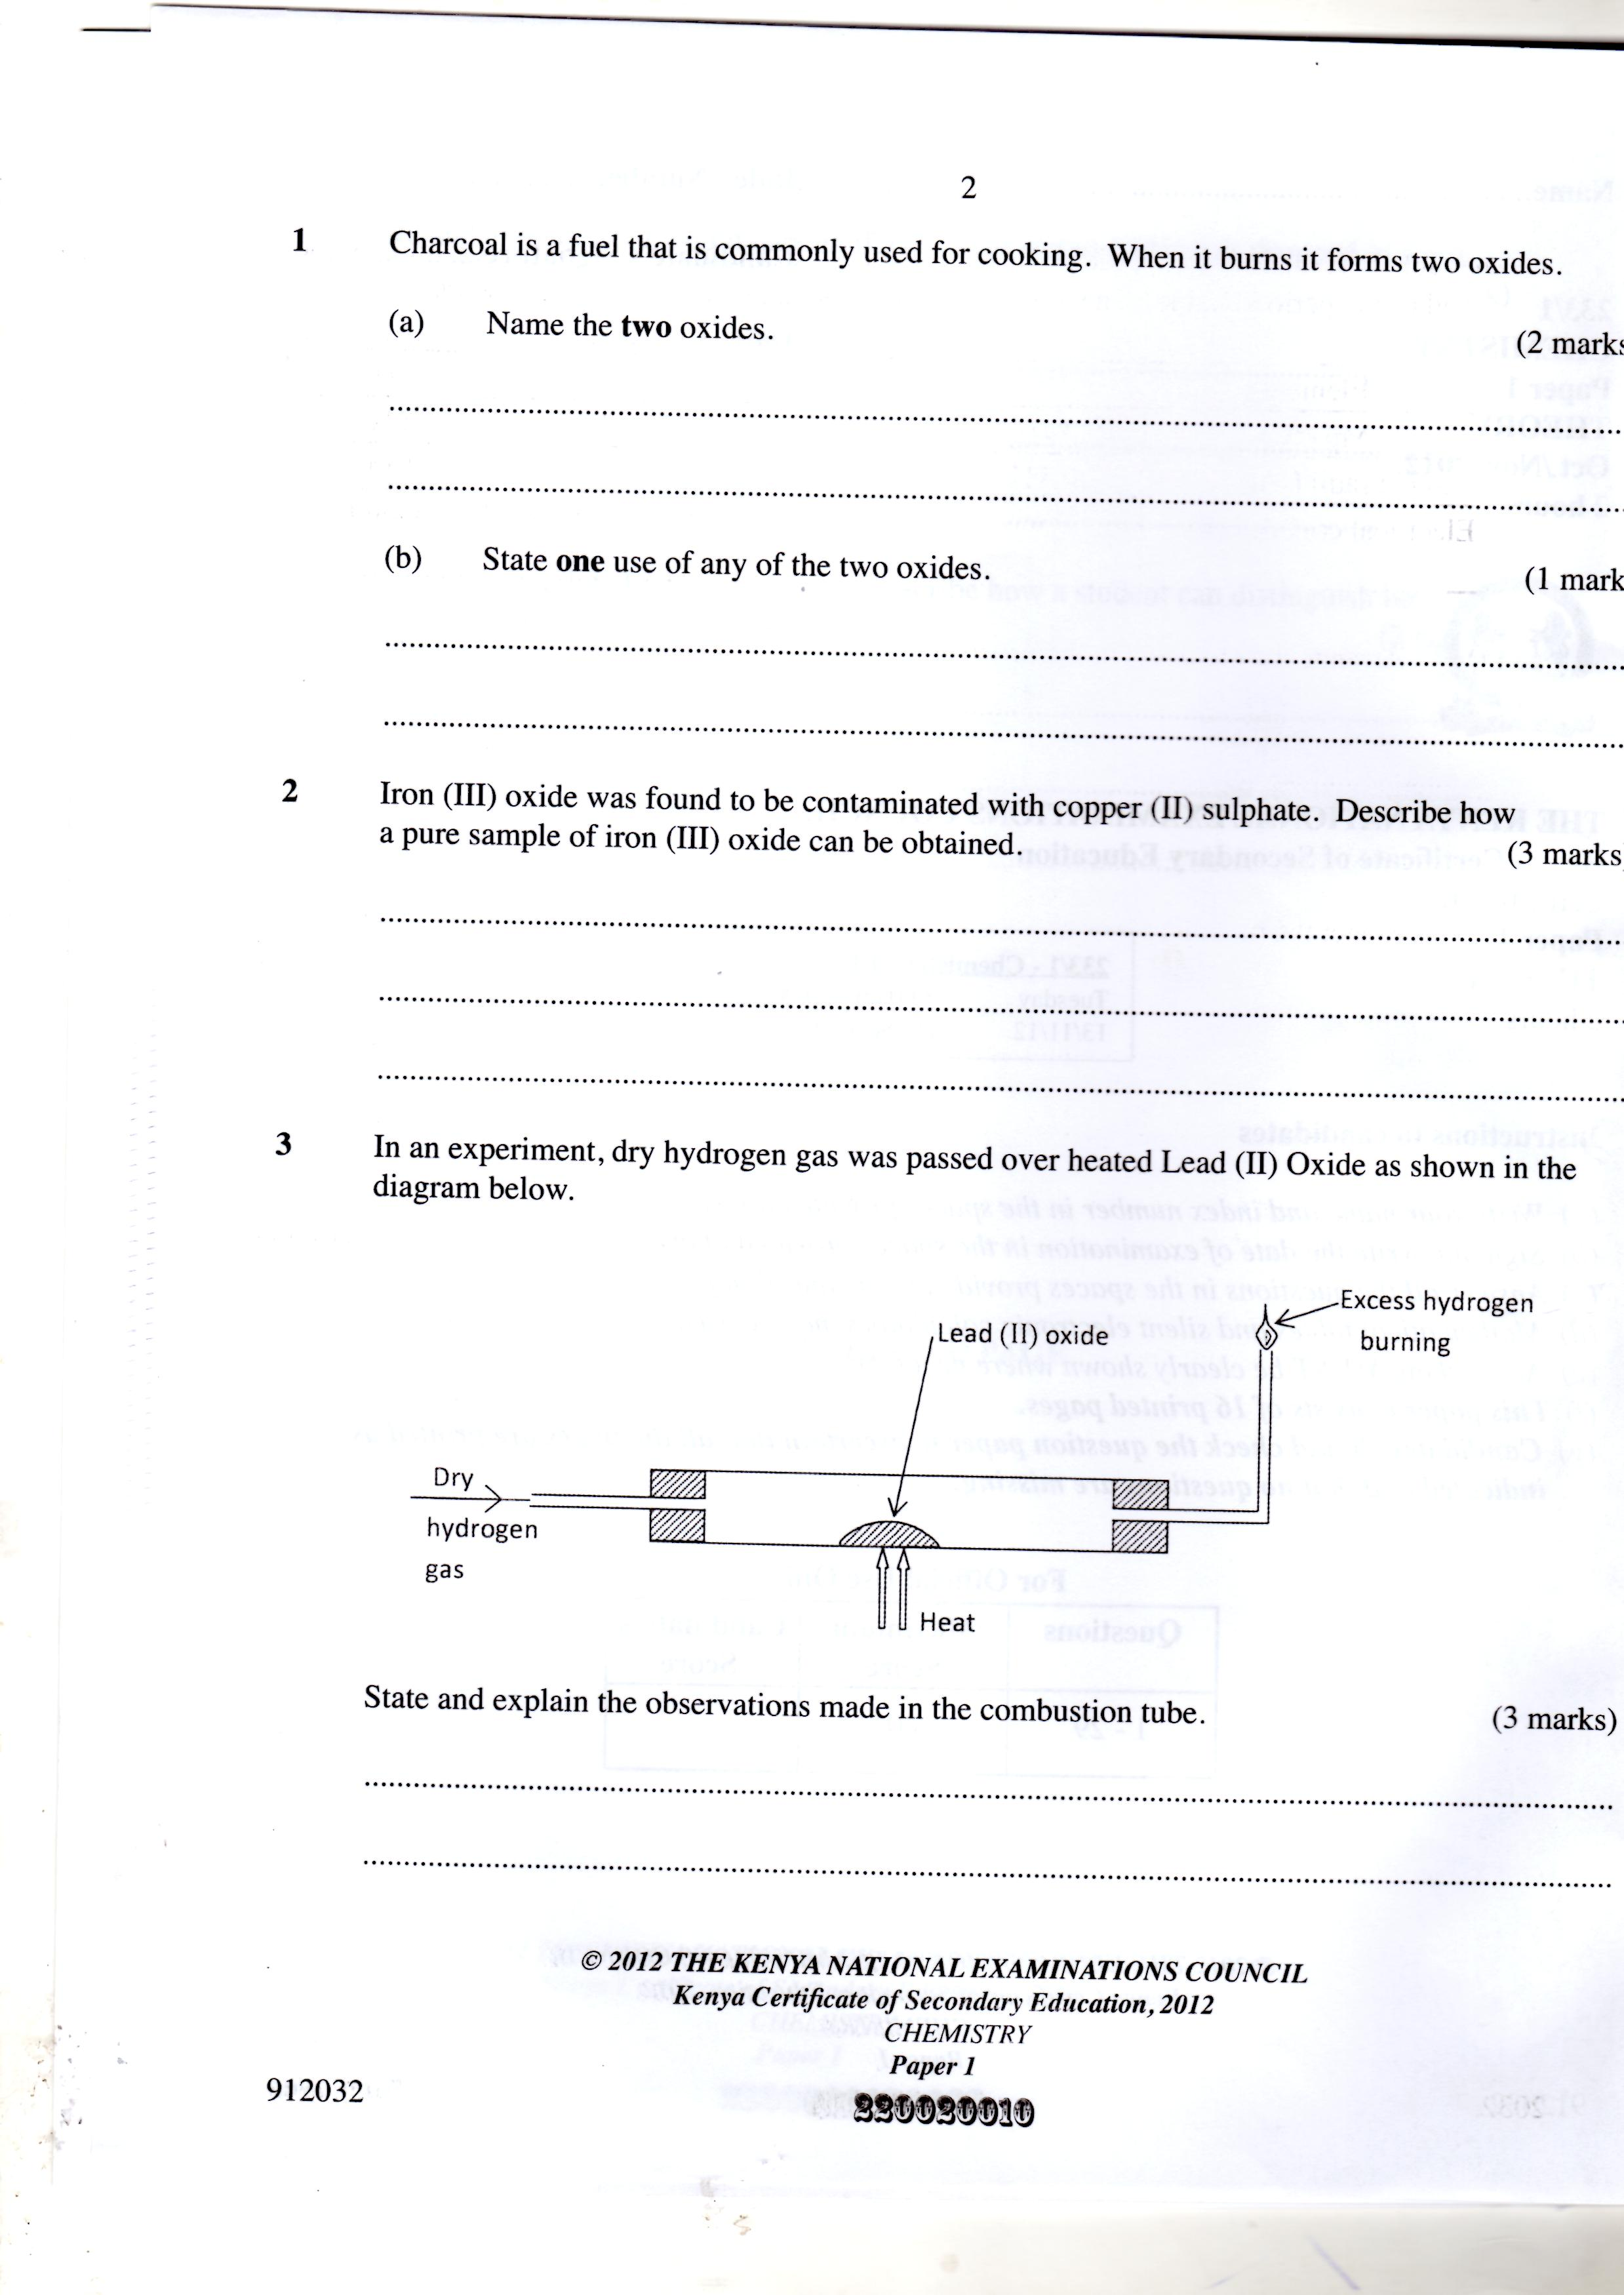 2
1 Charcoal is a fuel that is commonly used for cooking. When it burns it forms two oxides.
(a) Name the two oxides. (2 marks
(b) State one use of any of the two oxides. (1 mark
2 Iron (III) oxide was found to be contaminated with copper (II) sulphate. Describe how
a pure sample of iron (III) oxide can be obtained. (3 marks)
3 In an experiment, dry hydrogen gas was passed over heated Lead (II) Oxide as shown in the
diagram below.
Excess hydrogen
burning
Lead (II) oxide
Dry
hydrogen
gas
Heat
State and explain the observations made in the combustion tube. (3 marks)
© 2012 THE KENYA NATIONAL EXAMINATIONS COUNCIL
Kenya Certificate of Secondary Education, 2012
CHEMISTRY
Paper 1
912032
220020010